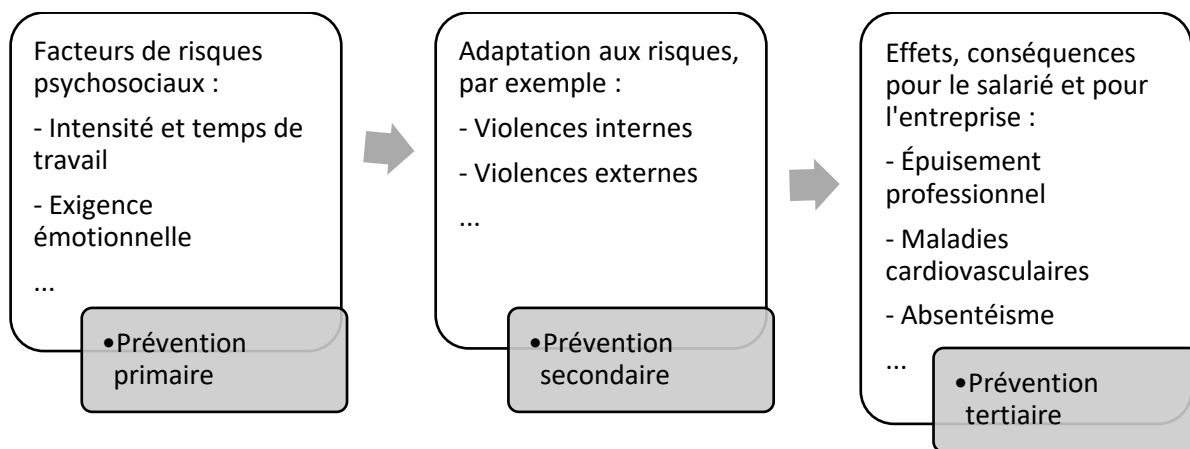 Facteurs de risques
psychosociaux :
- Intensité et temps de
travail
- Exigence
émotionnelle
...
•Prévention
primaire
Adaptation aux risques,
par exemple :
- Violences internes
- Violences externes
...
•Prévention
secondaire
Effets, conséquences
pour le salarié et pour
l'entreprise :
- Épuisement
professionnel
- Maladies
cardiovasculaires
- Absentéisme
...
•Prévention
tertiaire